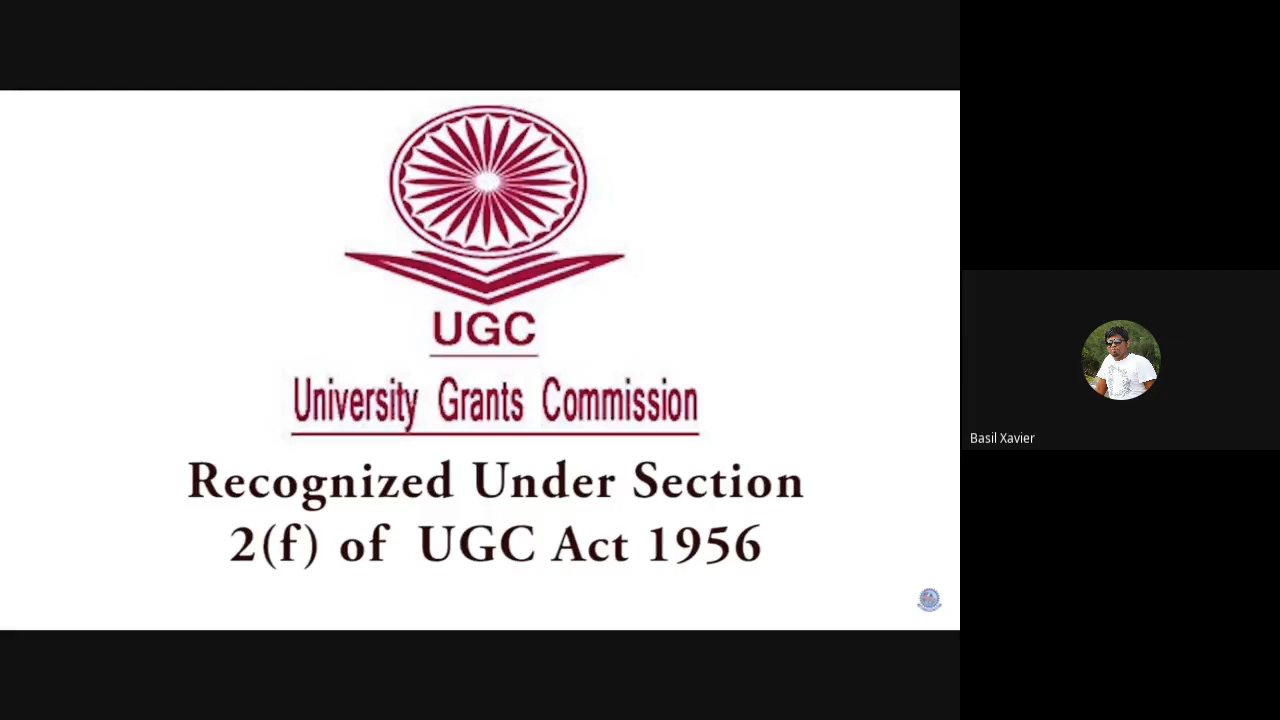 UGC
University Grants Commission
Recognized Under Section
2(f) of UGC Act 1956
Basil Xavier